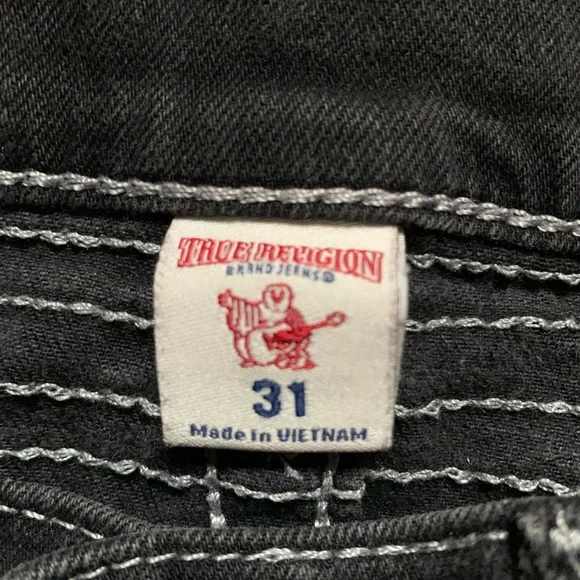 TRUE RELIGION
BRAND JEANS®
31
Made in VIETNAM